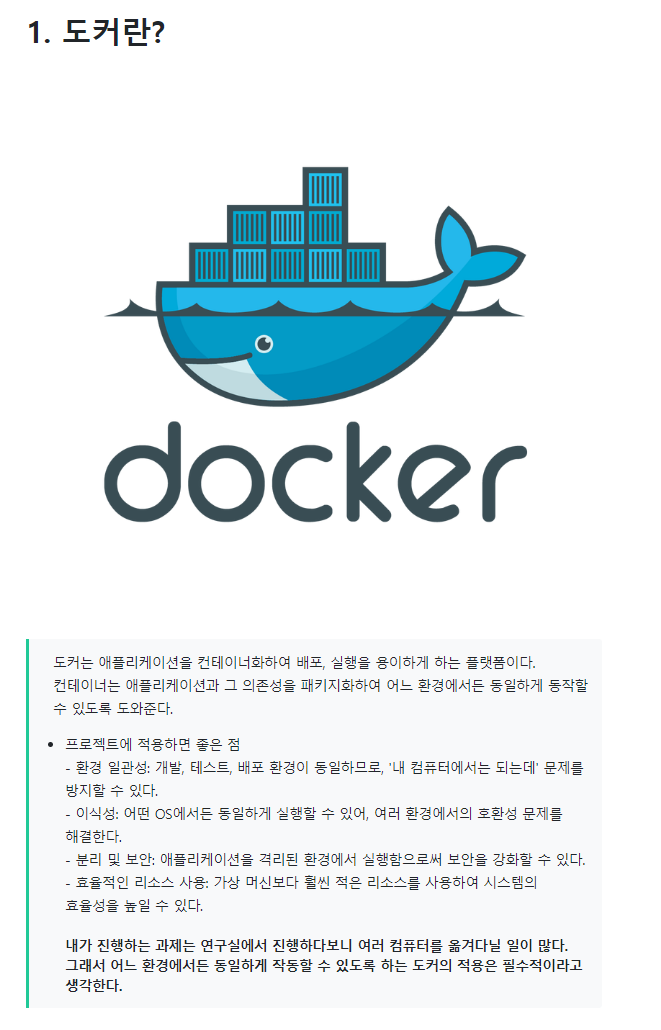 1. 도커란?
docker
도커는 애플리케이션을 컨테이너화하여 배포, 실행을 용이하게 하는 플랫폼이다.
컨테이너는 애플리케이션과 그 의존성을 패키지화하여 어느 환경에서든 동일하게 동작할
수 있도록 도와준다.
• 프로젝트에 적용하면 좋은 점
- 환경 일관성: 개발, 테스트, 배포 환경이 동일하므로, '내 컴퓨터에서는 되는데' 문제를
방지할 수 있다.
- 이식성: 어떤 OS에서든 동일하게 실행할 수 있어, 여러 환경에서의 호환성 문제를
해결한다.
- 분리 및 보안: 애플리케이션을 격리된 환경에서 실행함으로써 보안을 강화할 수 있다.
- 효율적인 리소스 사용: 가상 머신보다 훨씬 적은 리소스를 사용하여 시스템의
효율성을 높일 수 있다.
내가 진행하는 과제는 연구실에서 진행하다보니 여러 컴퓨터를 옮겨다닐 일이 많다.
그래서 어느 환경에서든 동일하게 작동할 수 있도록 하는 도커의 적용은 필수적이라고
생각한다.